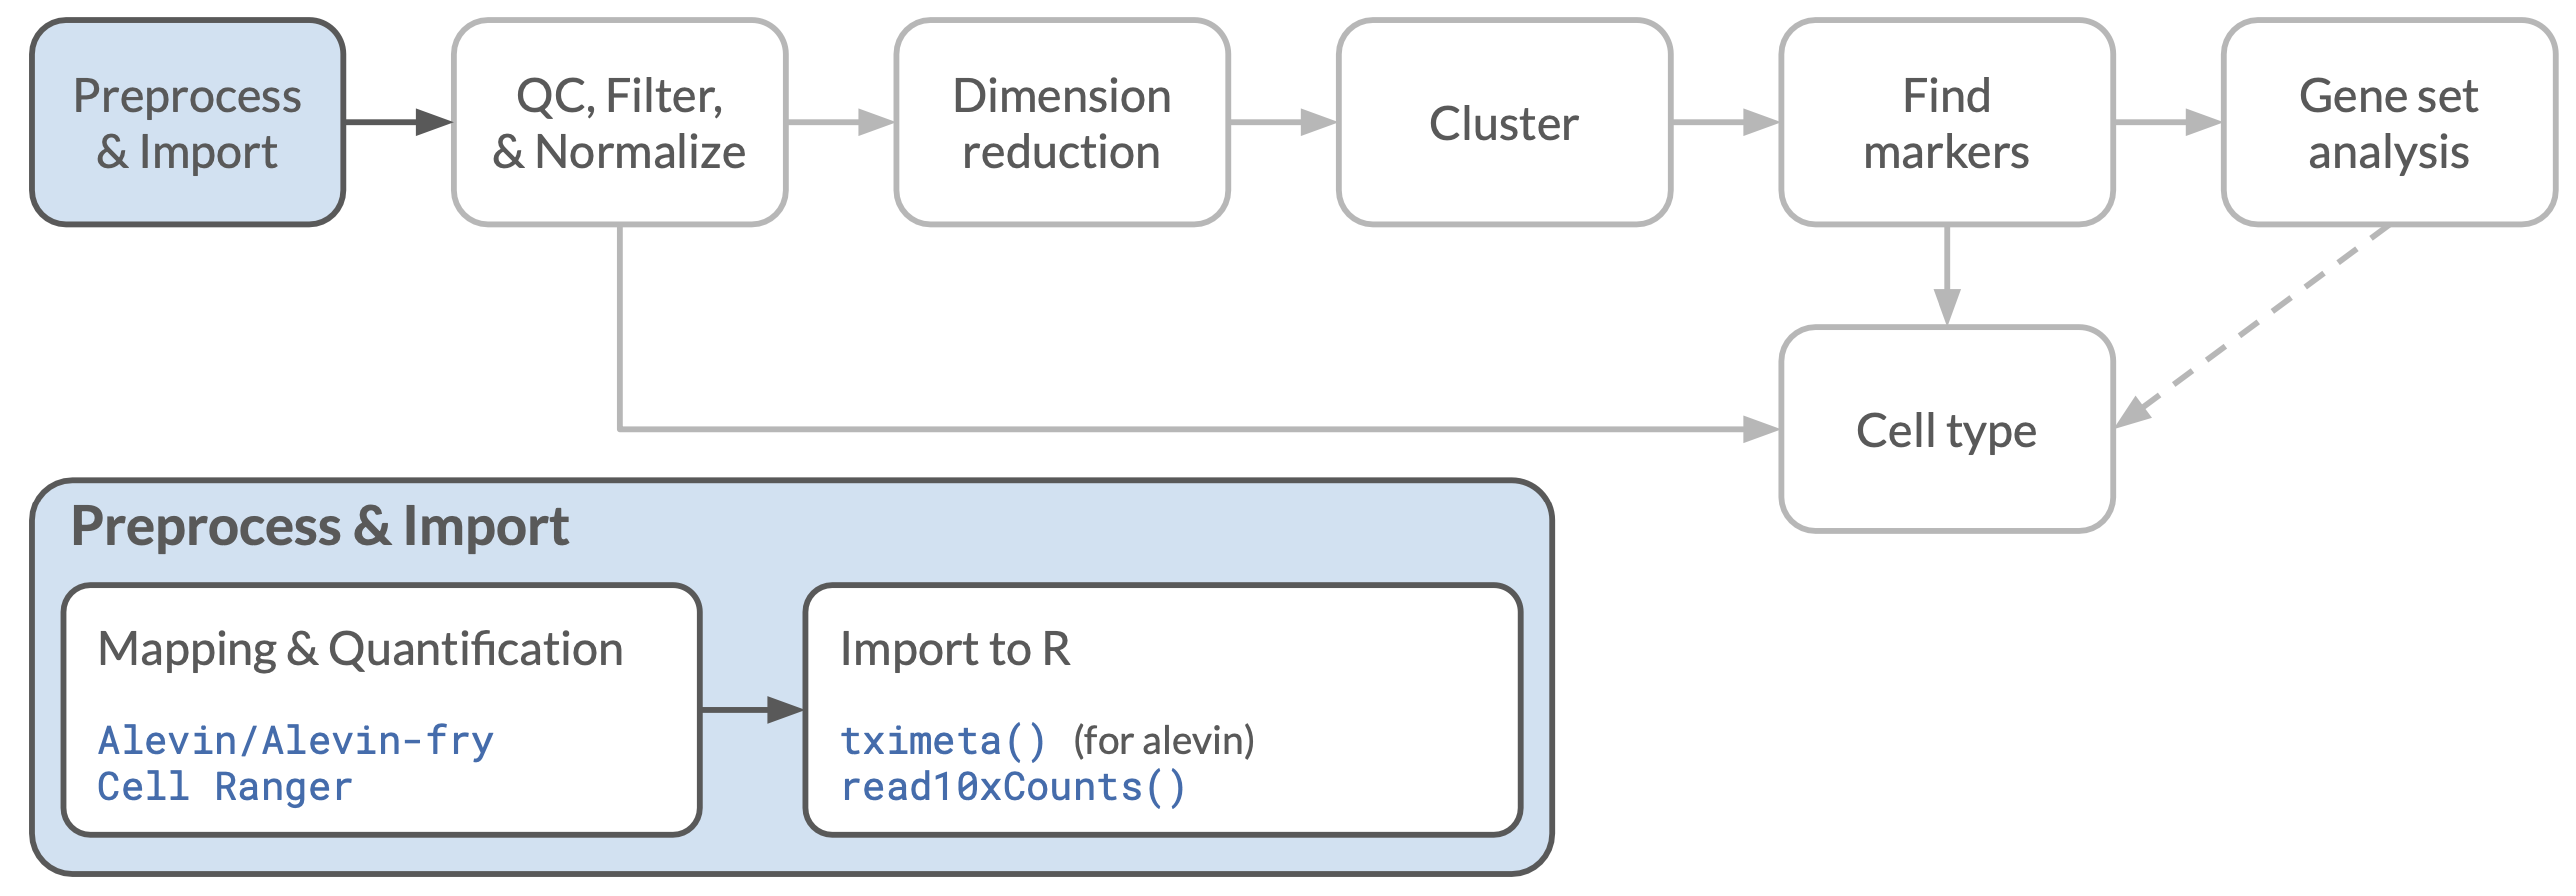 Preprocess
& Import
QC, Filter,
& Normalize
Dimension
reduction
Cluster
Find
markers
Gene set
analysis
Cell type
Preprocess & Import
Mapping & Quantification
Alevin/Alevin-fry
Cell Ranger
Import to R
tximeta() (for alevin)
read10xCounts()